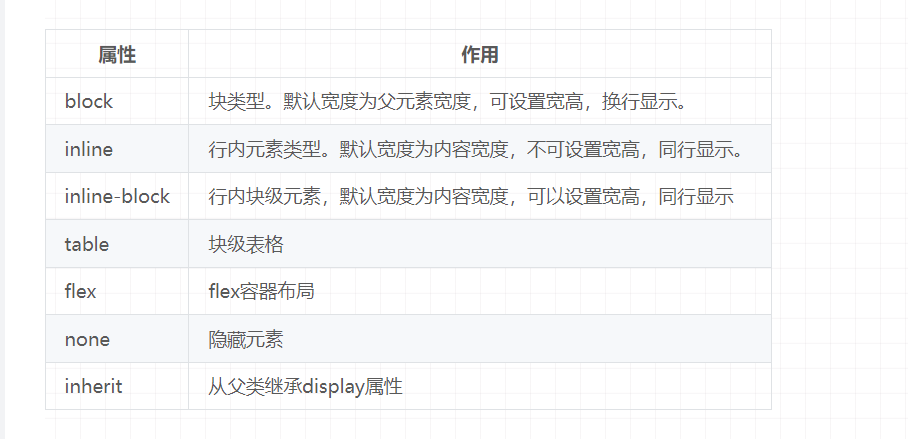 属性 作用
block 块类型。默认宽度为父元素宽度，可设置宽高，换行显示。
inline 行内元素类型。默认宽度为内容宽度，不可设置宽高，同行显示。
inline-block 行内块级元素，默认宽度为内容宽度，可以设置宽高，同行显示
table 块级表格
flex flex容器布局
none 隐藏元素
inherit 从父类继承display属性